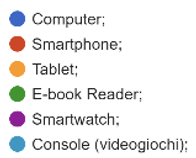 Computer;
Smartphone;
Tablet;
E-book Reader;
Smartwatch;
Console (videogiochi);